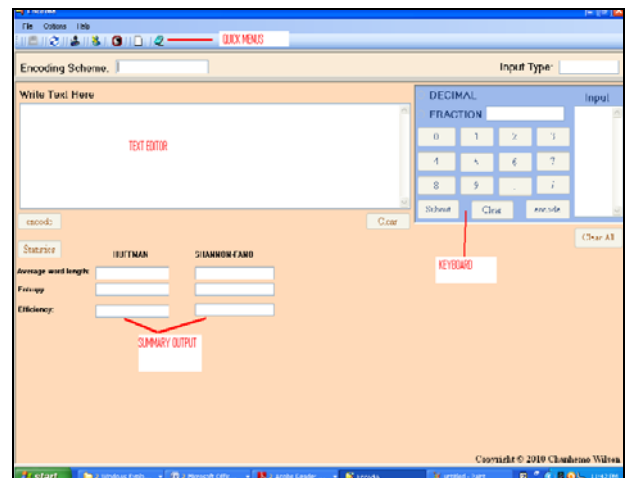 File Options Help
QUICK MENUS
Encoding Scheme.
Input Type:
Write Text Here
TEXT EDITOR
DECIMAL
FRACTION
Input
0 1 2 3
4 5 6 7
8 9 . /
Submit Clear encode
encode
Clear
Clear All
KEYBOARD
Statistics
HUFFMAN SHANNON-FANO
Average word length:
Entropy
Efficiency:
SUMMARY OUTPUT
Copyright © 2010 Chanhemo Wilson
start